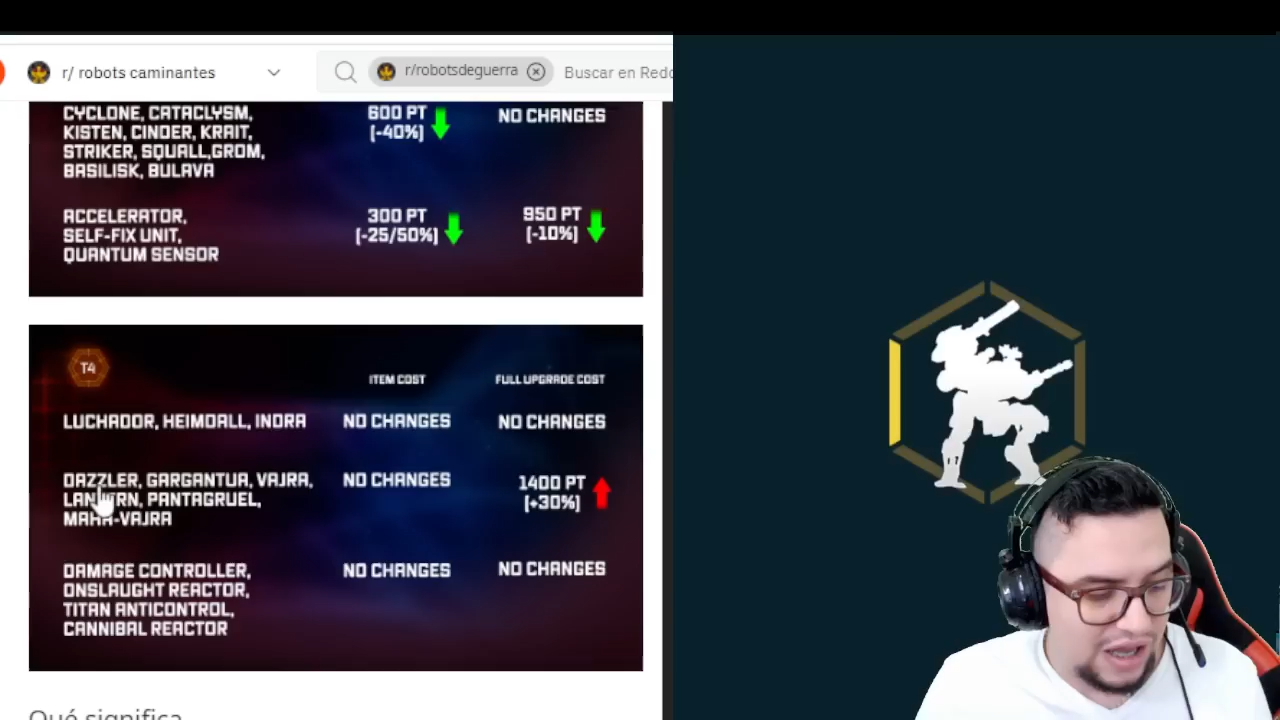 r/ robots caminantes
r/robotsdeguerra
Buscar en Redd
CYCLONE, CATACLYSM, 600 PT NO CHANGES
KISTEN, CINDER, KRAIT, [-40%]
STRIKER, SQUALL,GROM,
BASILISK, BULAVA
ACCELERATOR, 300 PT 950 PT
SELF-FIX UNIT, [-25/50%] [-10%]
QUANTUM SENSOR
T4
ITEM COST FULL UPGRADE COST
LUCHADOR, HEIMDALL, INDRA NO CHANGES NO CHANGES
DAZZLER, GARGANTUA, VAJRA, NO CHANGES 1400 PT
LANTERN, PANTAGRUEL, [+30%]
MAHA-VAJRA
DAMAGE CONTROLLER, NO CHANGES NO CHANGES
ONSLAUGHT REACTOR,
TITAN ANTICONTROL,
CANNIBAL REACTOR
Qué significa